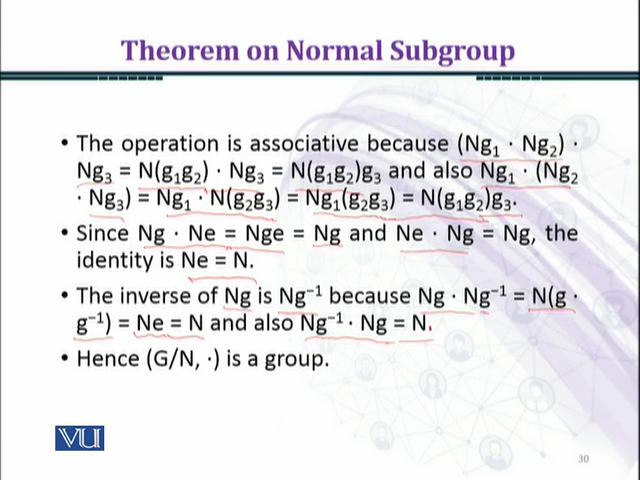 Theorem on Normal Subgroup
• The operation is associative because (Ng₁ · Ng₂) ·
Ng₃ = N(g₁g₂) · Ng₃ = N(g₁g₂)g₃ and also Ng₁ · (Ng₂
· Ng₃) = Ng₁ · N(g₂g₃) = Ng₁(g₂g₃) = N(g₁g₂)g₃.
• Since Ng · Ne = Nge = Ng and Ne · Ng = Ng, the
identity is Ne = N.
• The inverse of Ng is Ng⁻¹ because Ng · Ng⁻¹ = N(g ·
g⁻¹) = Ne = N and also Ng⁻¹ · Ng = N.
• Hence (G/N, ·) is a group.
VU
30